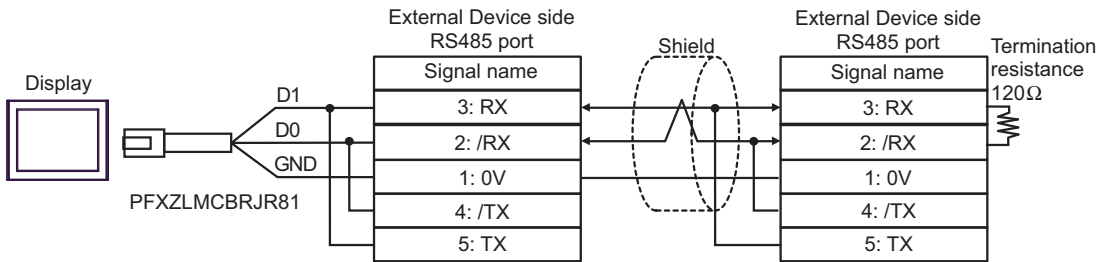 External Device side
RS485 port
Signal name
3: RX
2: /RX
1: 0V
4: /TX
5: TX
Display
D1
D0
GND
PFXZLMCBRJR81
Shield
External Device side
RS485 port
Signal name
3: RX
2: /RX
1: 0V
4: /TX
5: TX
Termination
resistance
120Ω